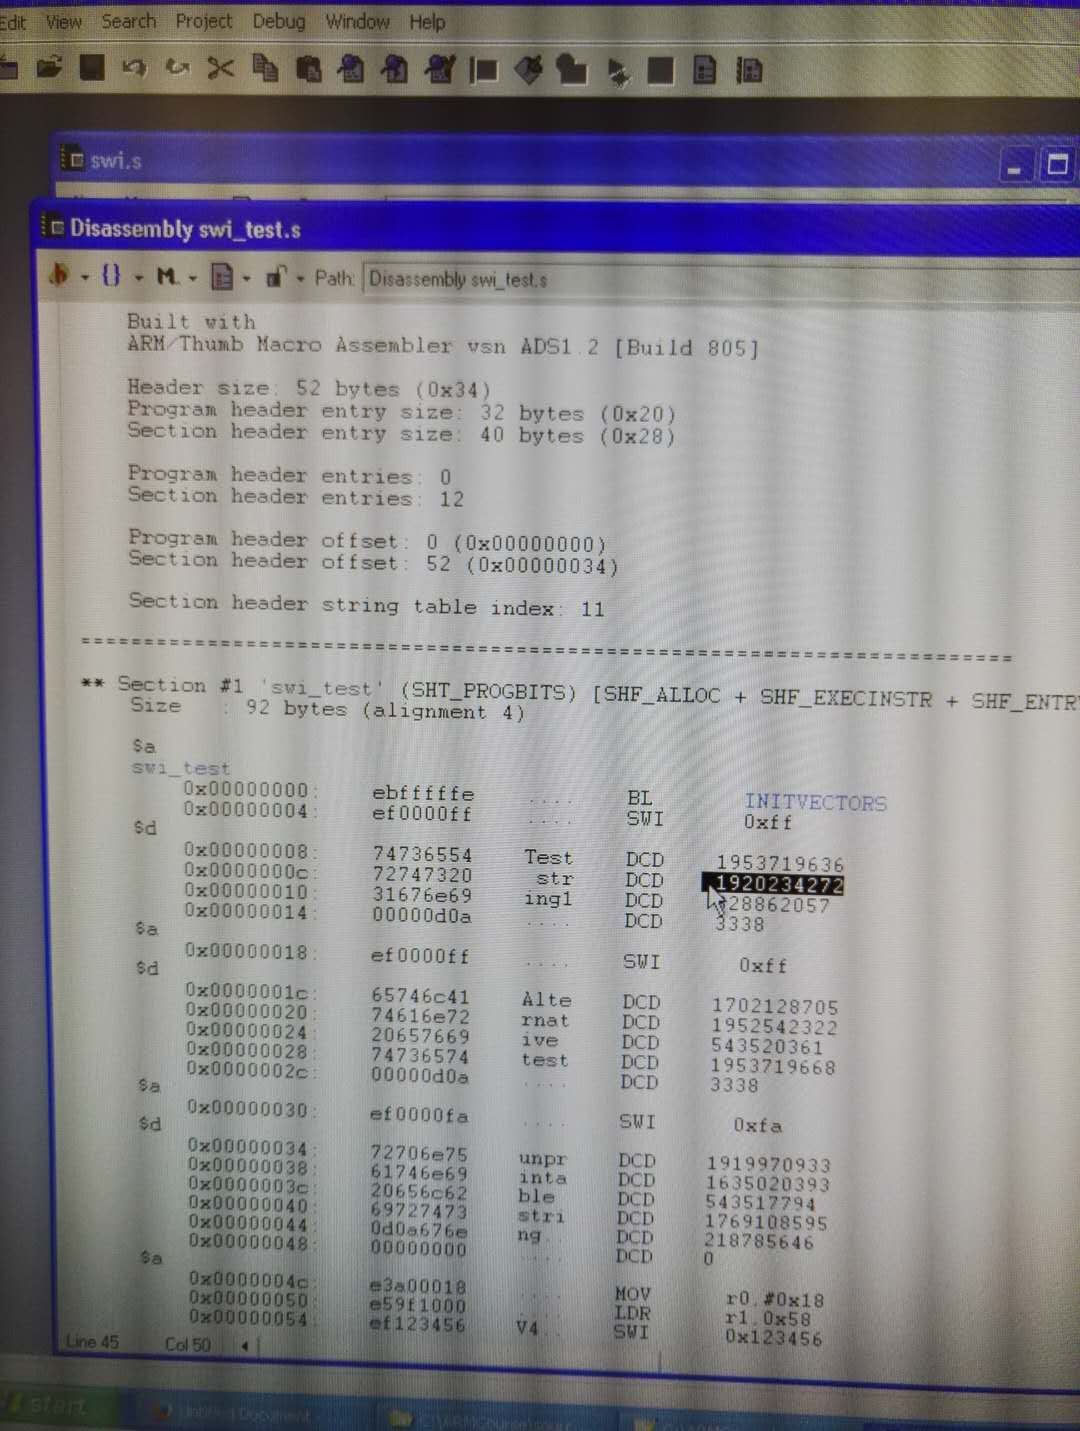 Edit View Search Project Debug Window Help
swi.s
Disassembly swi_test.s
Path: Disassembly swi_test.s
Built with
ARM/Thumb Macro Assembler vsn ADS1.2 [Build 805]
Header size: 52 bytes (0x34)
Program header entry size: 32 bytes (0x20)
Section header entry size: 40 bytes (0x28)
Program header entries: 0
Section header entries: 12
Program header offset: 0 (0x00000000)
Section header offset: 52 (0x00000034)
Section header string table index: 11
========================================================================
** Section #1 'swi_test' (SHT_PROGBITS) [SHF_ALLOC + SHF_EXECINSTR + SHF_ENTR
Size : 92 bytes (alignment 4)
$a
swi_test
0x00000000: ebfffffe .... BL INITVECTORS
0x00000004: ef0000ff .... SWI 0xff
$d
0x00000008: 74736554 Test DCD 1953719636
0x0000000c: 72747320 str DCD 1920234272
0x00000010: 31676e69 ing1 DCD 828862057
0x00000014: 00000d0a .... DCD 3338
$a
0x00000018: ef0000ff .... SWI 0xff
$d
0x0000001c: 65746c41 Alte DCD 1702128705
0x00000020: 74616e72 rnat DCD 1952542322
0x00000024: 20657669 ive DCD 543520361
0x00000028: 74736574 test DCD 1953719668
0x0000002c: 00000d0a .... DCD 3338
$a
0x00000030: ef0000fa .... SWI 0xfa
$d
0x00000034: 72706e75 unpr DCD 1919970933
0x00000038: 61746e69 inta DCD 1635020393
0x0000003c: 20656c62 ble DCD 543517794
0x00000040: 69727473 stri DCD 1769108595
0x00000044: 0d0a676e ng.. DCD 218785646
0x00000048: 00000000 .... DCD 0
$a
0x0000004c: e3a00018 .... MOV r0,#0x18
0x00000050: e59f1000 .... LDR r1,0x58
0x00000054: ef123456 V4.. SWI 0x123456
Line 45 Col 50
start Untitled Document